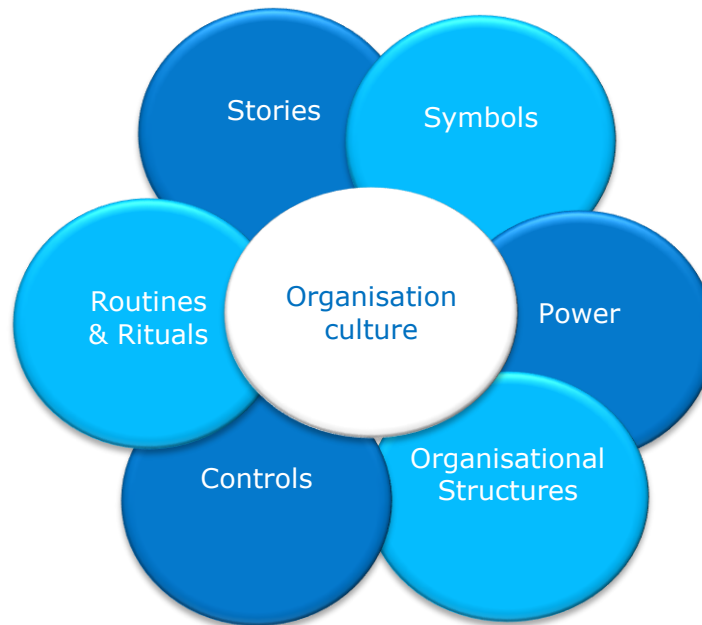 Stories
Symbols
Routines
& Rituals
Organisation
culture
Power
Controls
Organisational
Structures